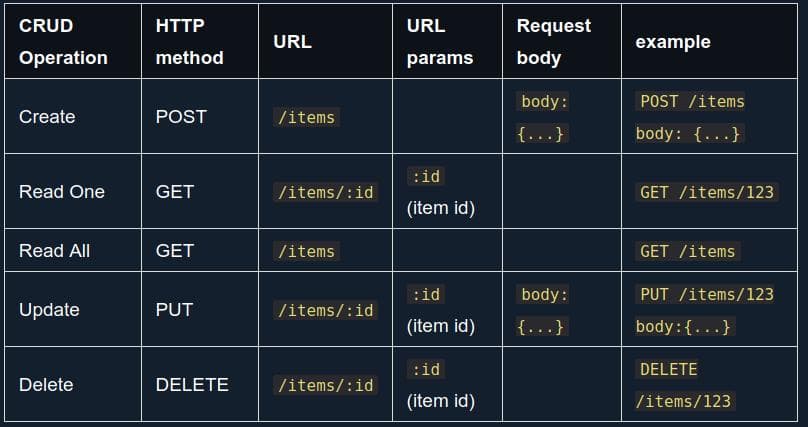 CRUD Operation HTTP method URL URL params Request body example
Create POST /items body: {...} POST /items body: {...}
Read One GET /items/:id :id (item id) GET /items/123
Read All GET /items GET /items
Update PUT /items/:id :id (item id) body: {...} PUT /items/123 body:{...}
Delete DELETE /items/:id :id (item id) DELETE /items/123